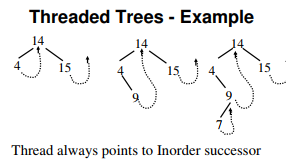 Threaded Trees - Example
14 14 14
4 15 4 15 4 15
9 9
7
Thread always points to Inorder successor